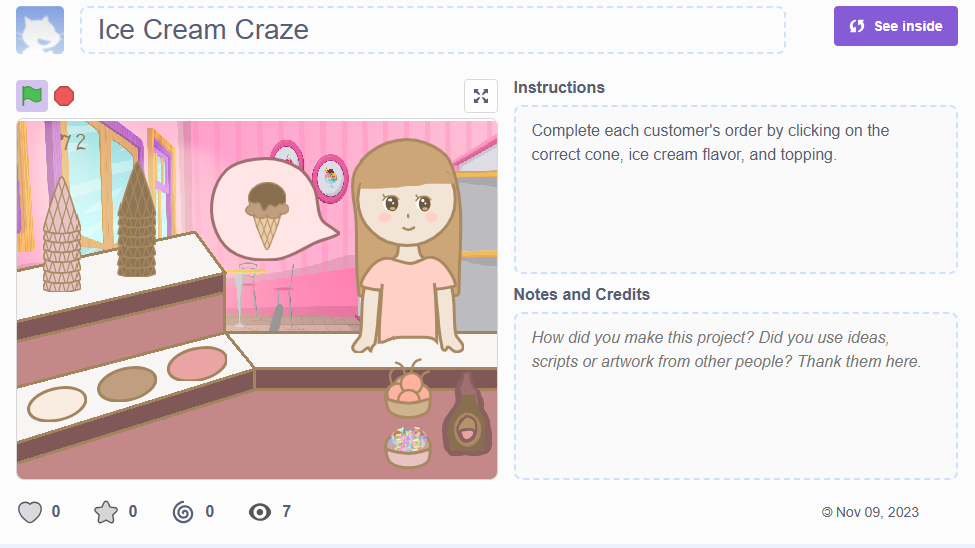 Ice Cream Craze
See inside
Instructions
Complete each customer's order by clicking on the
correct cone, ice cream flavor, and topping.
72
Notes and Credits
How did you make this project? Did you use ideas,
scripts or artwork from other people? Thank them here.
0
0
0
7
© Nov 09, 2023